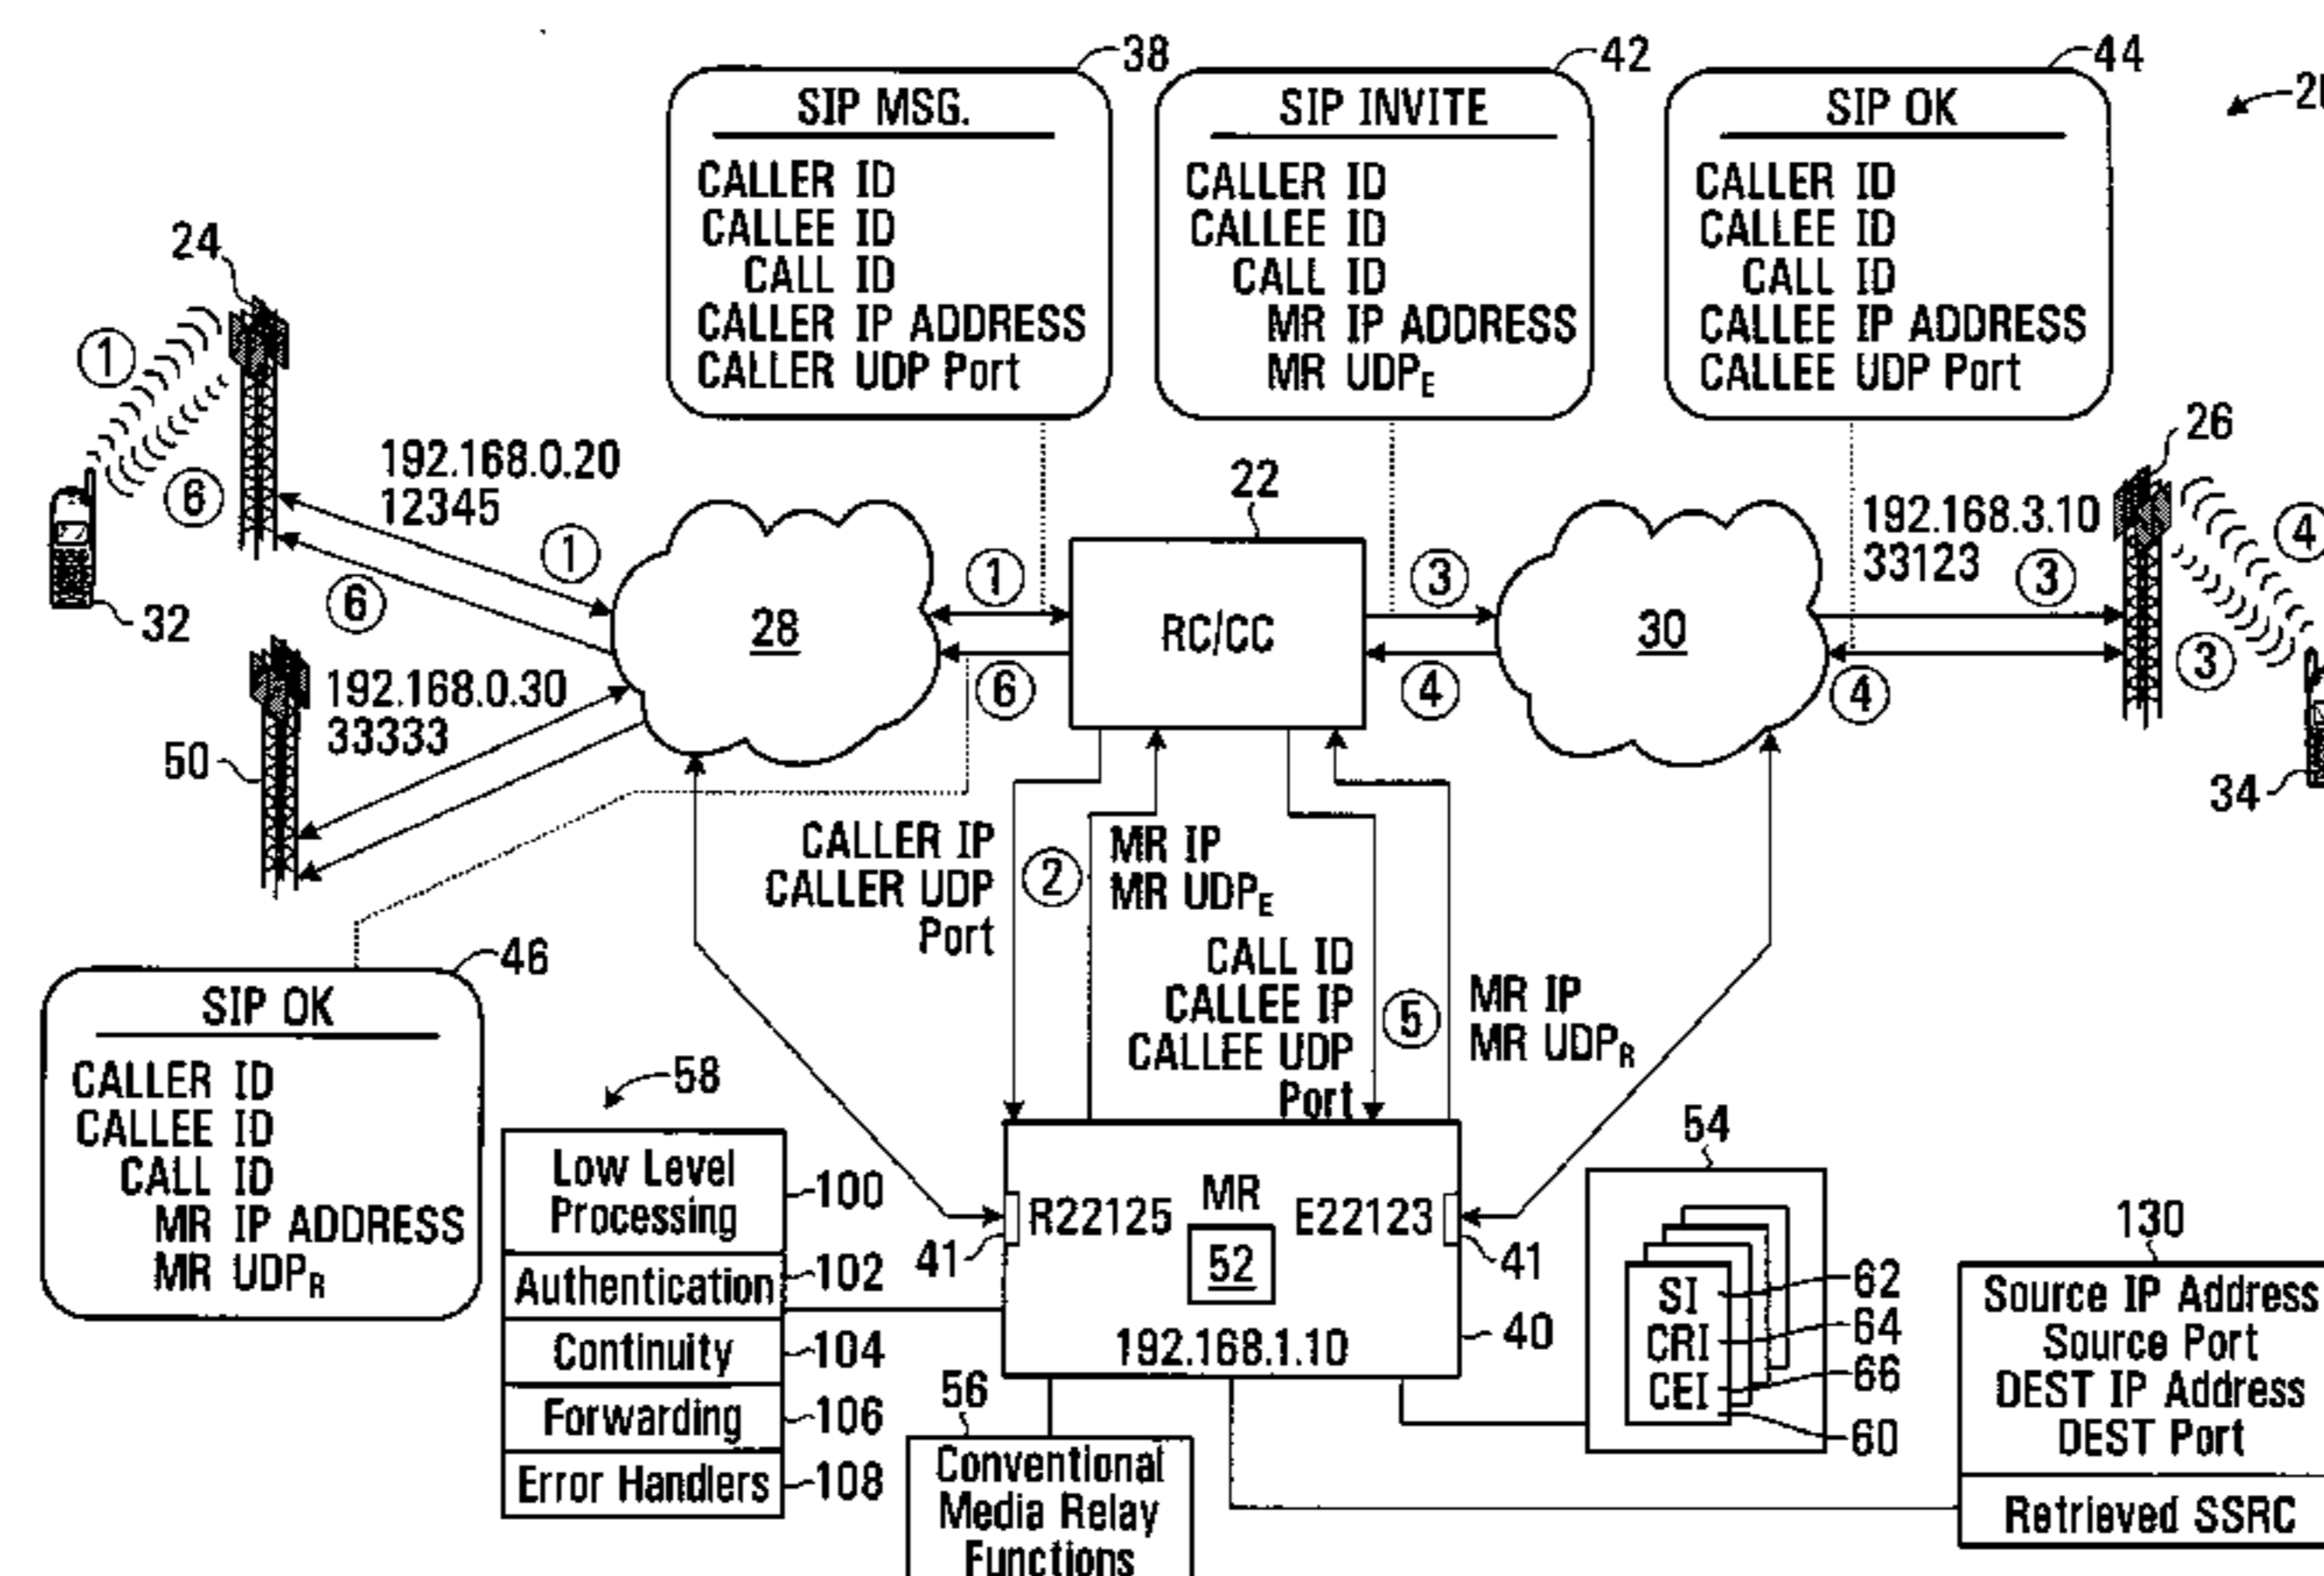 38
SIP MSG.
CALLER ID
CALLEE ID
CALL ID
CALLER IP ADDRESS
CALLER UDP Port
42
SIP INVITE
CALLER ID
CALLEE ID
CALL ID
MR IP ADDRESS
MR UDPE
44
SIP OK
CALLER ID
CALLEE ID
CALL ID
CALLEE IP ADDRESS
CALLEE UDP Port
24
1
6
32
192.168.0.20
12345
1
6
28
1
6
22
RC/CC
3
4
30
192.168.3.10
33123
3
4
26
4
3
34
50
192.168.0.30
33333
CALLER IP
CALLER UDP
Port
2
MR IP
MR UDPE
CALL ID
CALLEE IP
CALLEE UDP
Port
5
MR IP
MR UDPR
46
SIP OK
CALLER ID
CALLEE ID
CALL ID
MR IP ADDRESS
MR UDPR
58
Low Level
Processing
100
Authentication
102
Continuity
104
Forwarding
106
Error Handlers
108
41
R22125
MR
52
E22123
41
192.168.1.10
40
54
SI
62
CRI
64
CEI
66
60
56
Conventional
Media Relay
Functions
130
Source IP Address
Source Port
DEST IP Address
DEST Port
Retrieved SSRC